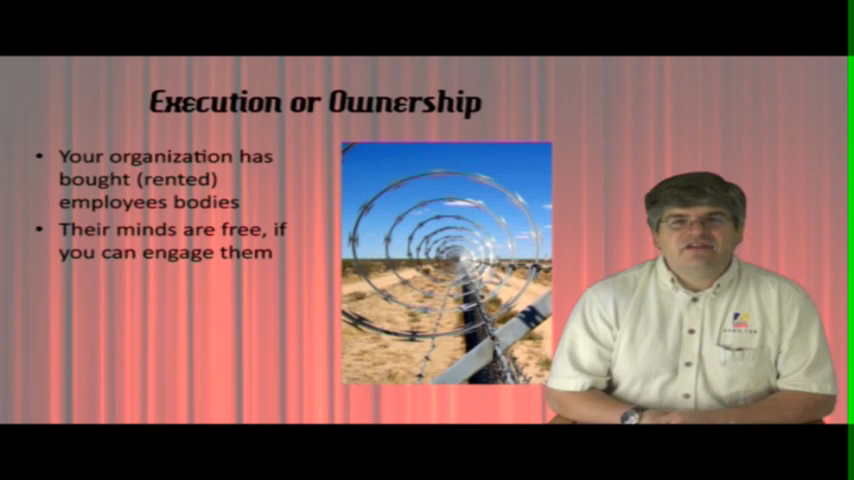 Execution or Ownership
• Your organization has
bought (rented)
employees bodies
• Their minds are free, if
you can engage them